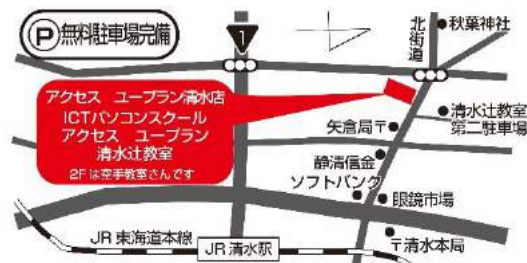 P 無料駐車場完備
1
北街道
秋葉神社
アクセス ユープラン清水店
ICTパソコンスクール
アクセス ユープラン
清水辻教室
2Fは空手教室さんです
清水辻教室
第二駐車場
矢倉局〒
静清信金
ソフトバンク
眼鏡市場
JR東海道本線
JR清水駅
〒清水本局